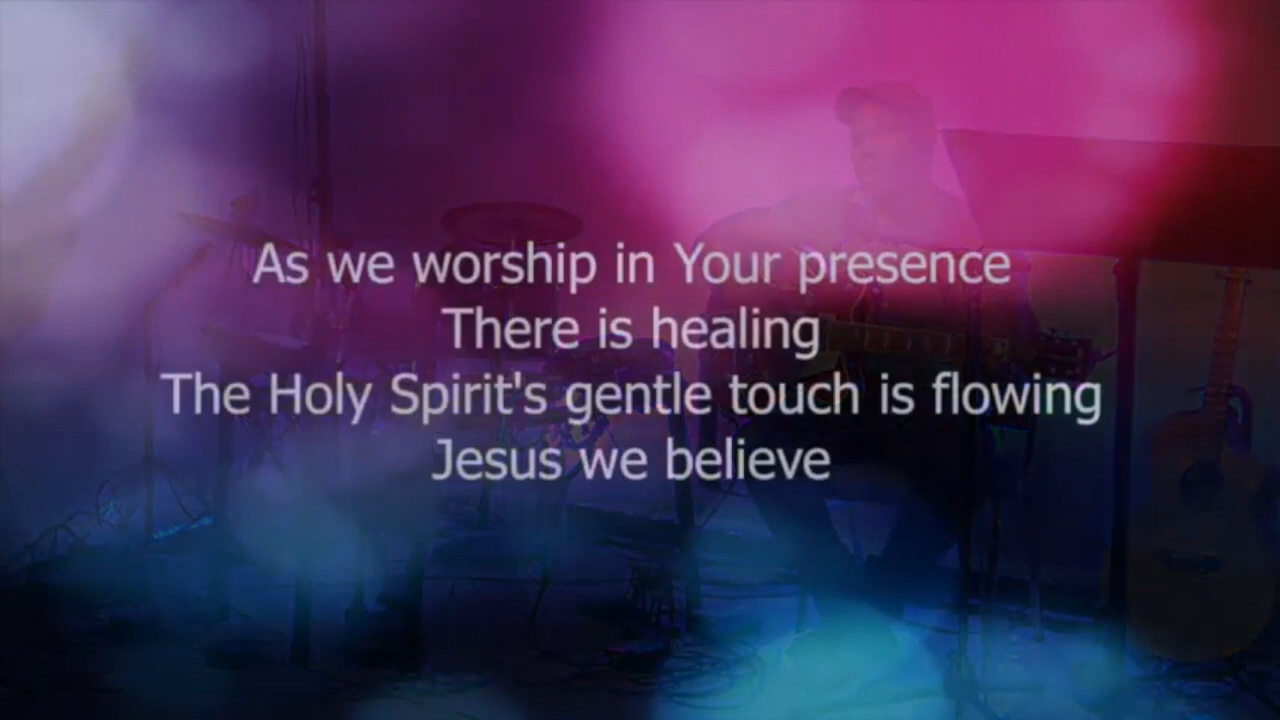 As we worship in Your presence
There is healing
The Holy Spirit's gentle touch is flowing
Jesus we believe